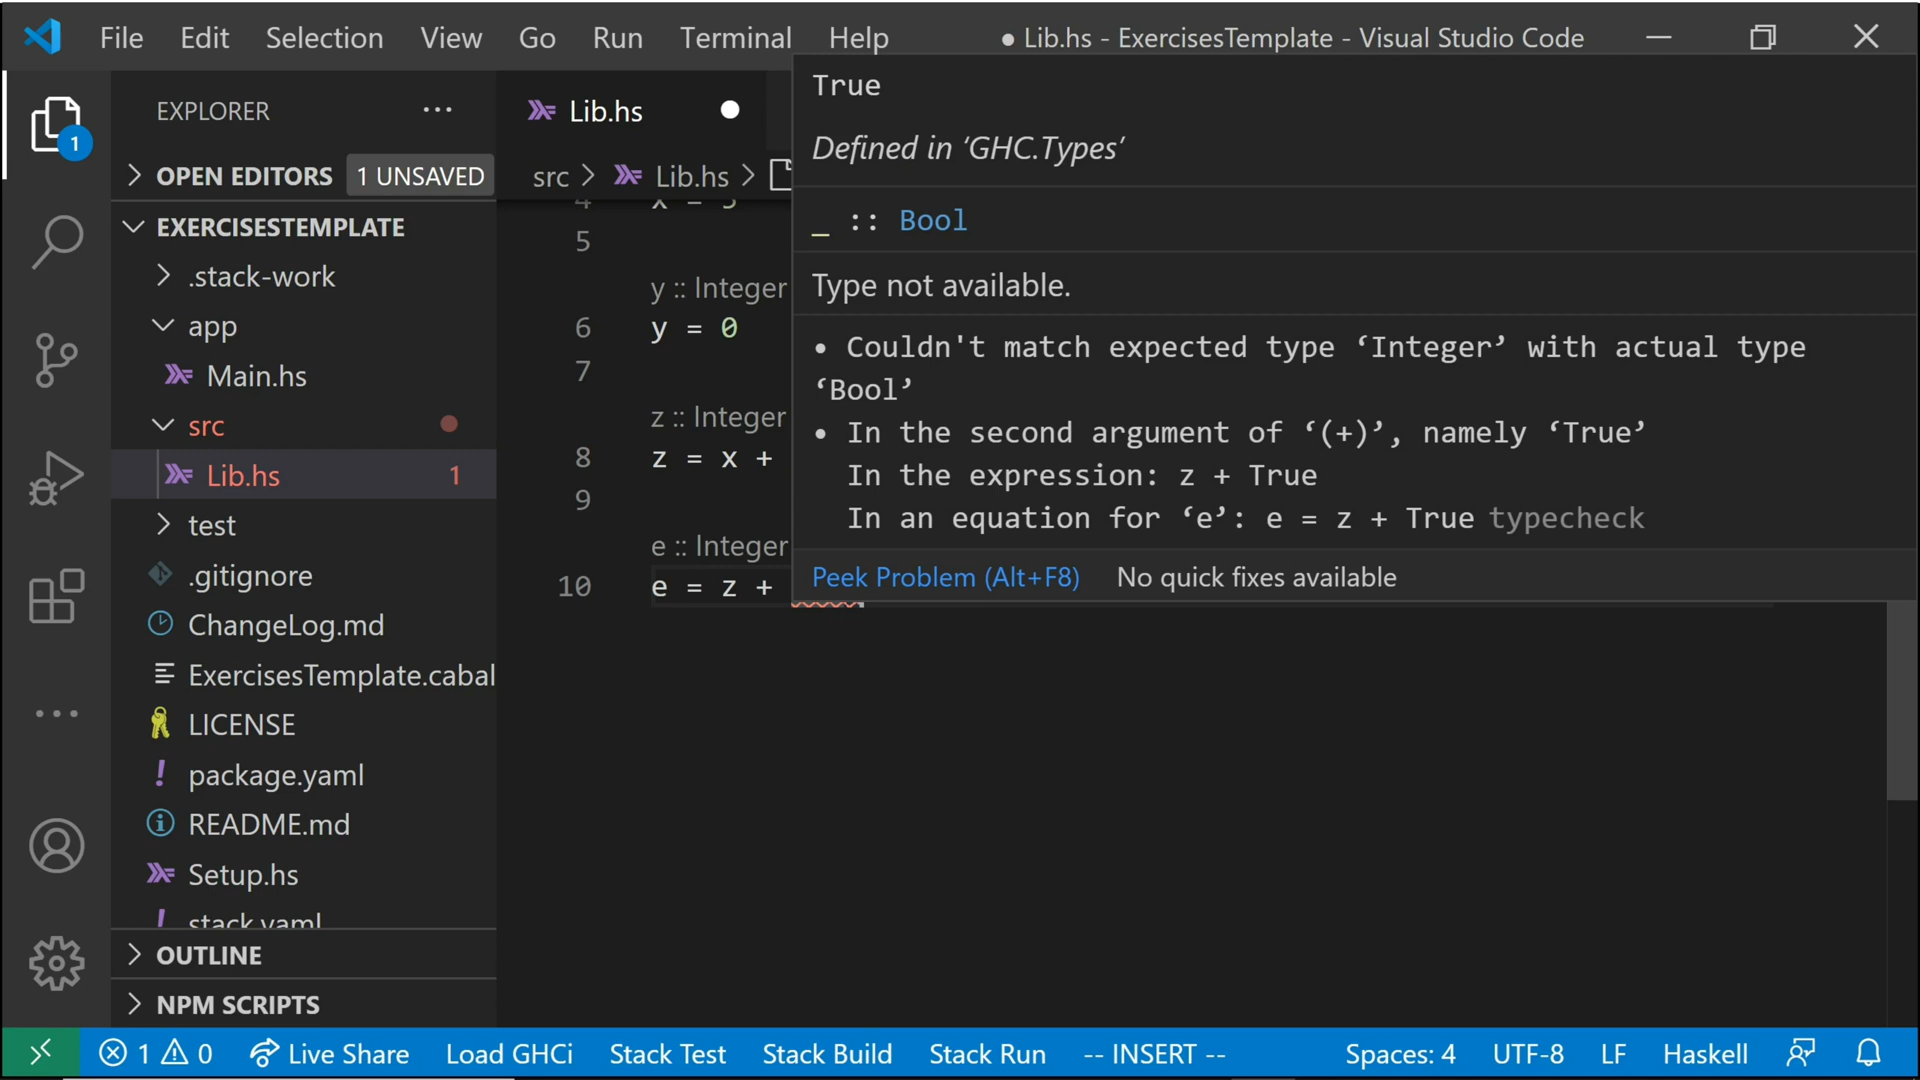 File Edit Selection View Go Run Terminal Help ● Lib.hs - ExercisesTemplate - Visual Studio Code
EXPLORER ...
1
OPEN EDITORS 1 UNSAVED
EXERCISESTEMPLATE
.stack-work
app
Main.hs
src
Lib.hs 1
test
.gitignore
ChangeLog.md
ExercisesTemplate.cabal
LICENSE
package.yaml
README.md
Setup.hs
stack.yaml
OUTLINE
NPM SCRIPTS
Lib.hs
src > Lib.hs >
4 x = 5
5
y :: Integer
6 y = 0
7
z :: Integer
8 z = x +
9
e :: Integer
10 e = z +
True
Defined in ‘GHC.Types’
_ :: Bool
Type not available.
• Couldn't match expected type ‘Integer’ with actual type
‘Bool’
• In the second argument of ‘(+)’, namely ‘True’
In the expression: z + True
In an equation for ‘e’: e = z + True typecheck
Peek Problem (Alt+F8) No quick fixes available
1 0 Live Share Load GHCi Stack Test Stack Build Stack Run -- INSERT -- Spaces: 4 UTF-8 LF Haskell